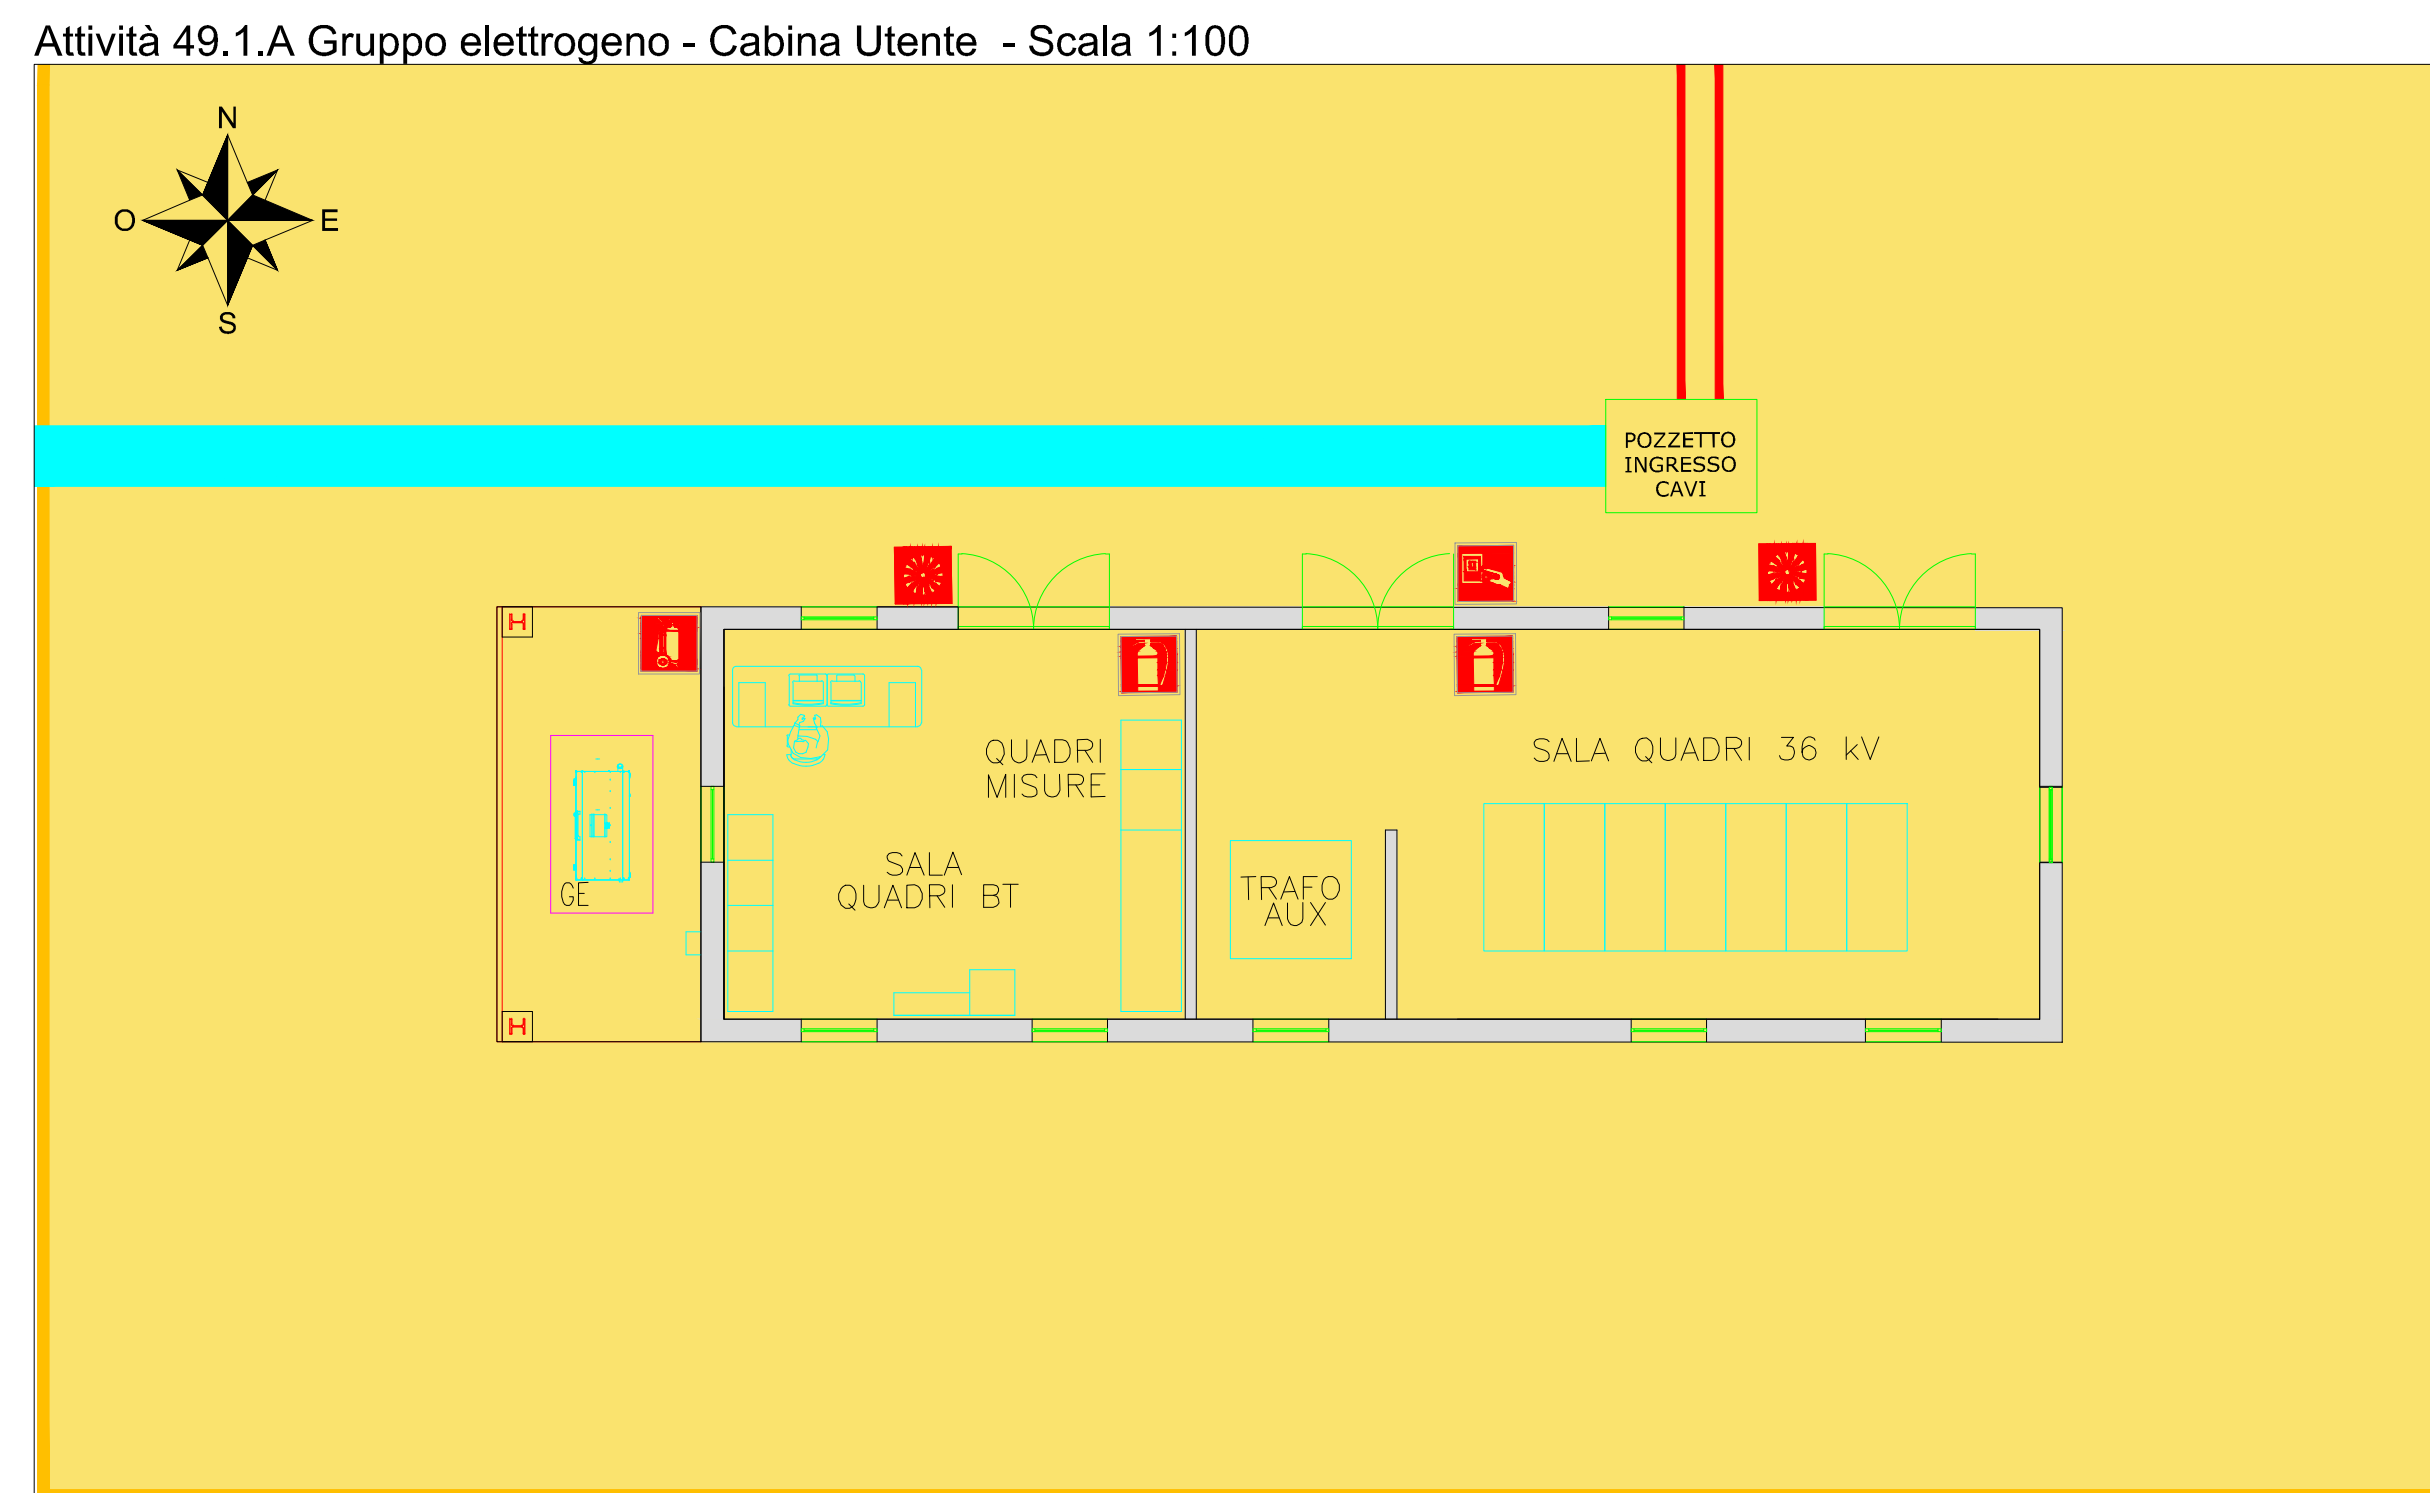 Attività 49.1.A Gruppo elettrogeno - Cabina Utente - Scala 1:100
N
O
E
S
POZZETTO
INGRESSO
CAVI
QUADRI
MISURE
SALA QUADRI 36 kV
SALA
QUADRI BT
TRAFO
AUX
GE